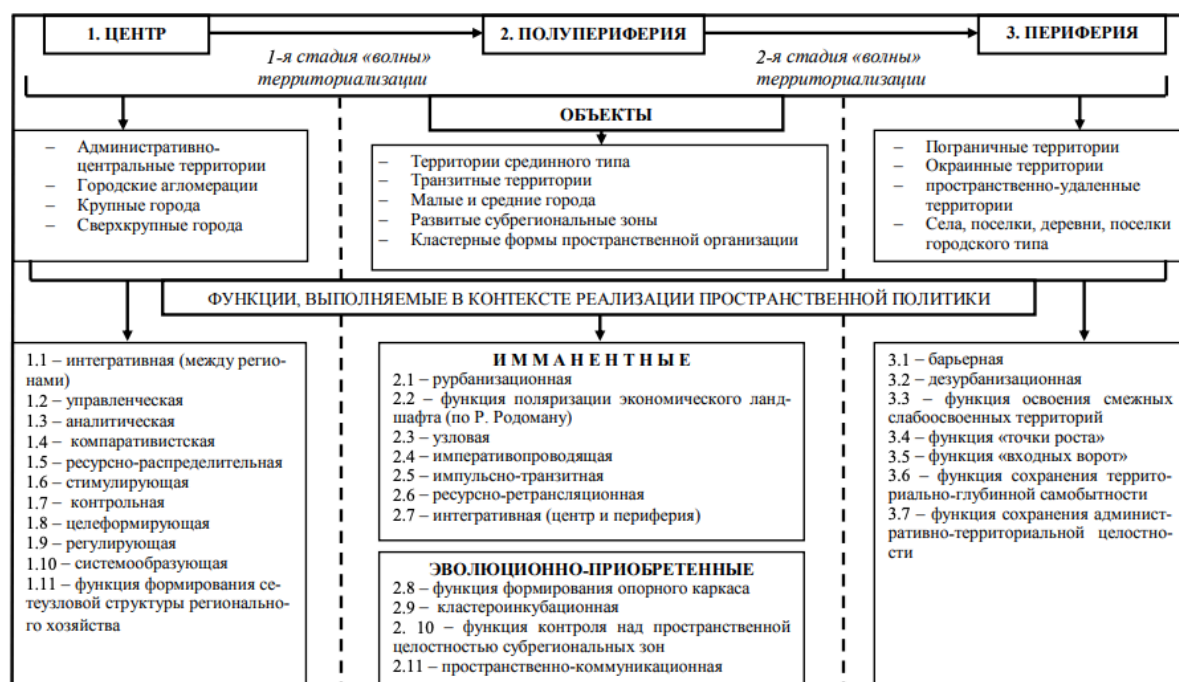 1. ЦЕНТР
2. ПОЛУПЕРИФЕРИЯ
3. ПЕРИФЕРИЯ
1-я стадия «волны»
территориализации
2-я стадия «волны»
территориализации
ОБЪЕКТЫ
– Административно-
центральные территории
– Городские агломерации
– Крупные города
– Сверхкрупные города
– Территории срединного типа
– Транзитные территории
– Малые и средние города
– Развитые субрегиональные зоны
– Кластерные формы пространственной организации
– Пограничные территории
– Окраинные территории
– пространственно-удаленные
территории
– Села, поселки, деревни, поселки
городского типа
ФУНКЦИИ, ВЫПОЛНЯЕМЫЕ В КОНТЕКСТЕ РЕАЛИЗАЦИИ ПРОСТРАНСТВЕННОЙ ПОЛИТИКИ
1.1 – интегративная (между регио-
нами)
1.2 – управленческая
1.3 – аналитическая
1.4 – компаративистская
1.5 – ресурсно-распределительная
1.6 – стимулирующая
1.7 – контрольная
1.8 – целеформирующая
1.9 – регулирующая
1.10 – системообразующая
1.11 – функция формирования се-
теузловой структуры регионально-
го хозяйства
ИММАНЕНТНЫЕ
2.1 – рурбанизационная
2.2 – функция поляризации экономического ланд-
шафта (по Р. Родоману)
2.3 – узловая
2.4 – императивопроводящая
2.5 – импульсно-транзитная
2.6 – ресурсно-ретрансляционная
2.7 – интегративная (центр и периферия)
ЭВОЛЮЦИОННО-ПРИОБРЕТЕННЫЕ
2.8 – функция формирования опорного каркаса
2.9 – кластероинкубационная
2. 10 – функция контроля над пространственной
целостностью субрегиональных зон
2.11 – пространственно-коммуникационная
3.1 – барьерная
3.2 – дезурбанизационная
3.3 – функция освоения смежных
слабоосвоенных территорий
3.4 – функция «точки роста»
3.5 – функция «входных ворот»
3.6 – функция сохранения террито-
риально-глубинной самобытности
3.7 – функция сохранения админист-
ративно-территориальной целостно-
сти